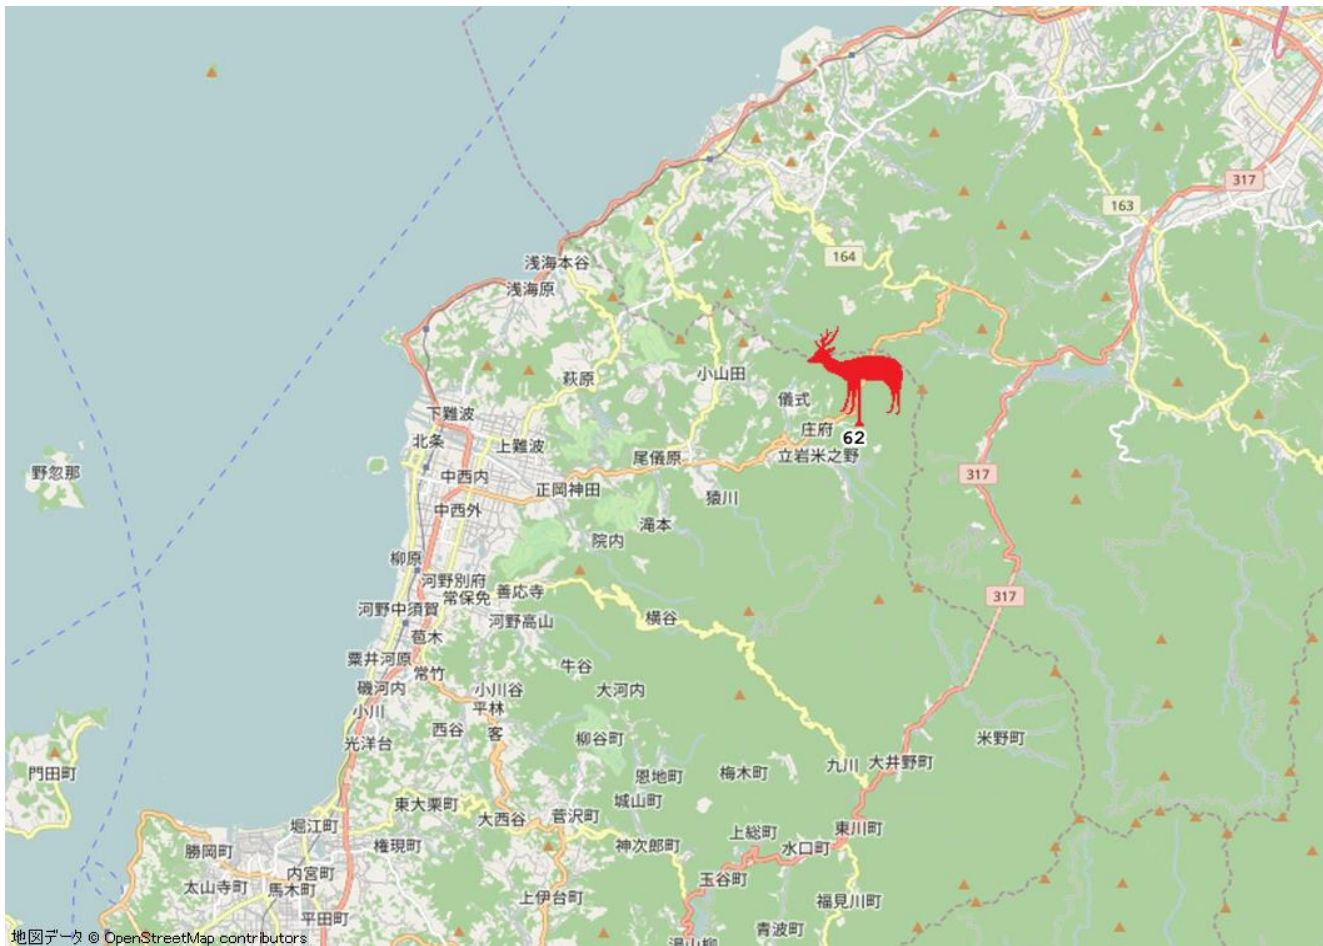 317
163
164
浅海本谷
浅海原
萩原
小山田
儀式
下難波
庄府
62
北条
上難波
立岩米之野
尾儀原
野忽那
中西内
317
正岡神田
猿川
中西外
滝本
院内
柳原
河野別府
善応寺
常保免
317
河野中須賀
横谷
河野高山
苞木
粟井河原
牛谷
常竹
磯河内
小川谷
大河内
小川
平林
西谷
客
柳谷町
米野町
光洋台
九川
大井野町
門田町
恩地町
梅木町
東大栗町
城山町
堀江町
大西谷
菅沢町
上総町
東川町
権現町
神次郎町
水口町
勝岡町
内宮町
玉谷町
太山寺町
馬木町
上伊台町
福見川町
平田町
青波町
湯山柳
地図データ © OpenStreetMap contributors